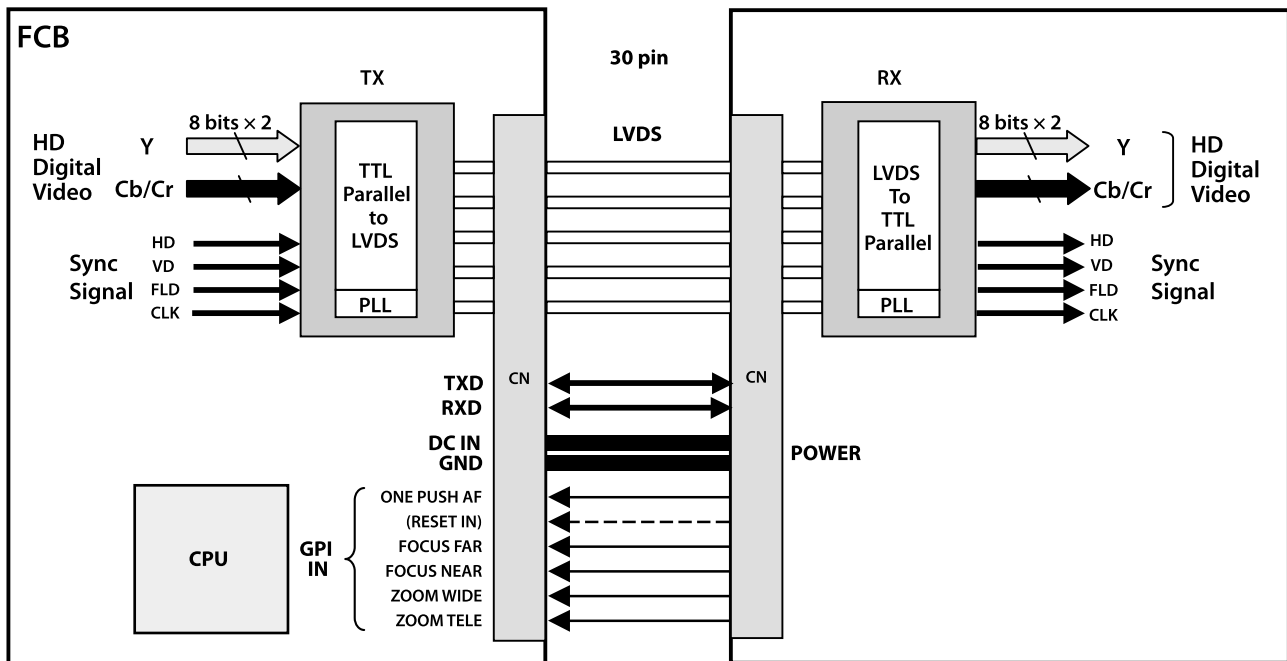 FCB
30 pin
TX
RX
LVDS
8 bits × 2
8 bits × 2
HD
Digital
Video
Y
Cb/Cr
TTL
Parallel
to
LVDS
PLL
LVDS
To
TTL
Parallel
PLL
Y
Cb/Cr
HD
Digital
Video
Sync
Signal
HD
VD
FLD
CLK
HD
VD
FLD
CLK
Sync
Signal
CN
CN
TXD
RXD
DC IN
GND
POWER
CPU
GPI
IN
ONE PUSH AF
(RESET IN)
FOCUS FAR
FOCUS NEAR
ZOOM WIDE
ZOOM TELE